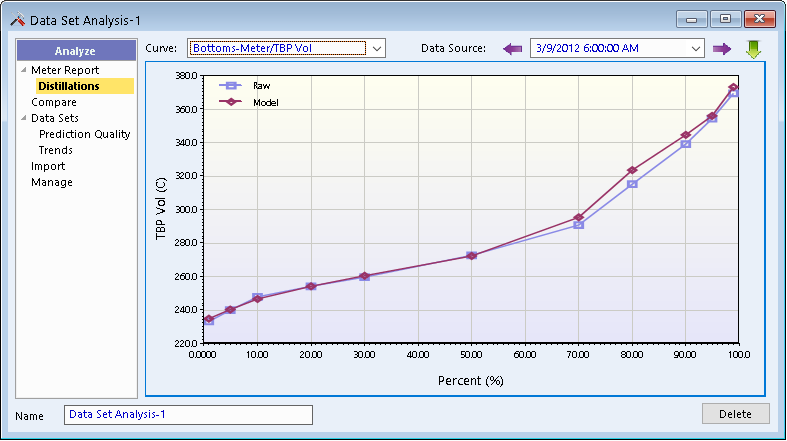 Data Set Analysis-1
Analyze
Meter Report
Distillations
Compare
Data Sets
Prediction Quality
Trends
Import
Manage
Curve: Bottoms-Meter/TBP Vol Data Source: 3/9/2012 6:00:00 AM
Raw
Model
TBP Vol (C)
380.0
360.0
340.0
320.0
300.0
280.0
260.0
240.0
220.0
0.0000 10.00 20.00 30.00 40.00 50.00 60.00 70.00 80.00 90.00 100.0
Percent (%)
Name Data Set Analysis-1 Delete